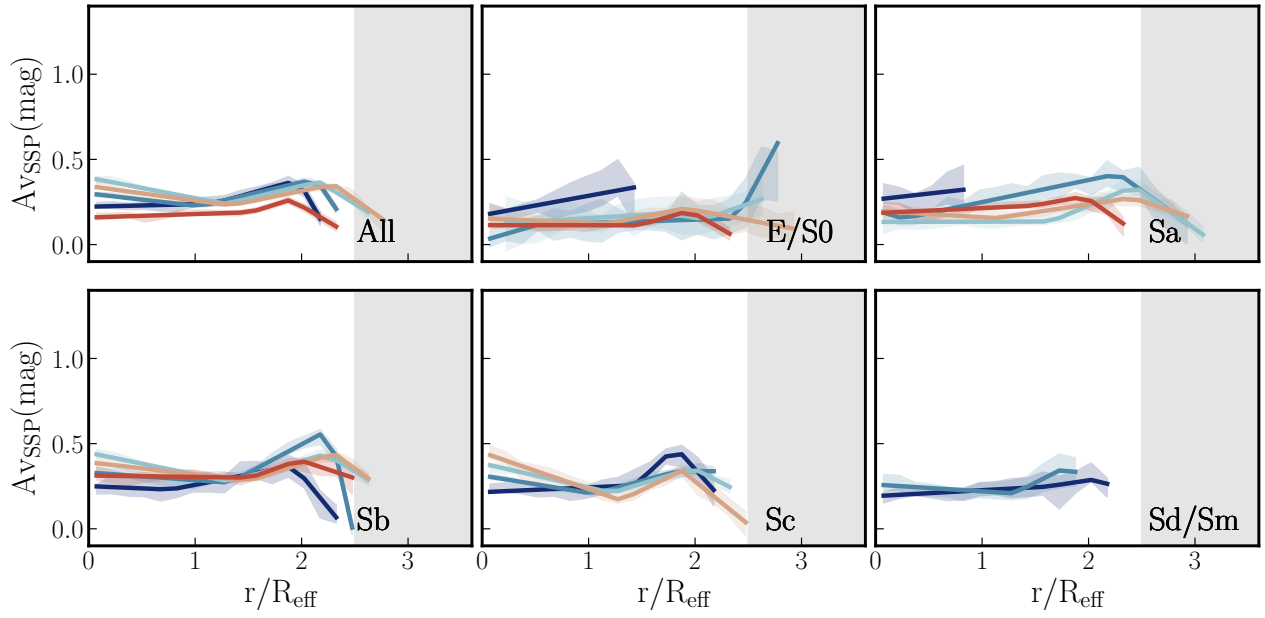 Av_SSP(mag)
1.0
0.5
0.0
All
E/S0
Sa
Av_SSP(mag)
1.0
0.5
0.0
Sb
Sc
Sd/Sm
0 1 2 3 0 1 2 3 0 1 2 3
r/R_eff r/R_eff r/R_eff